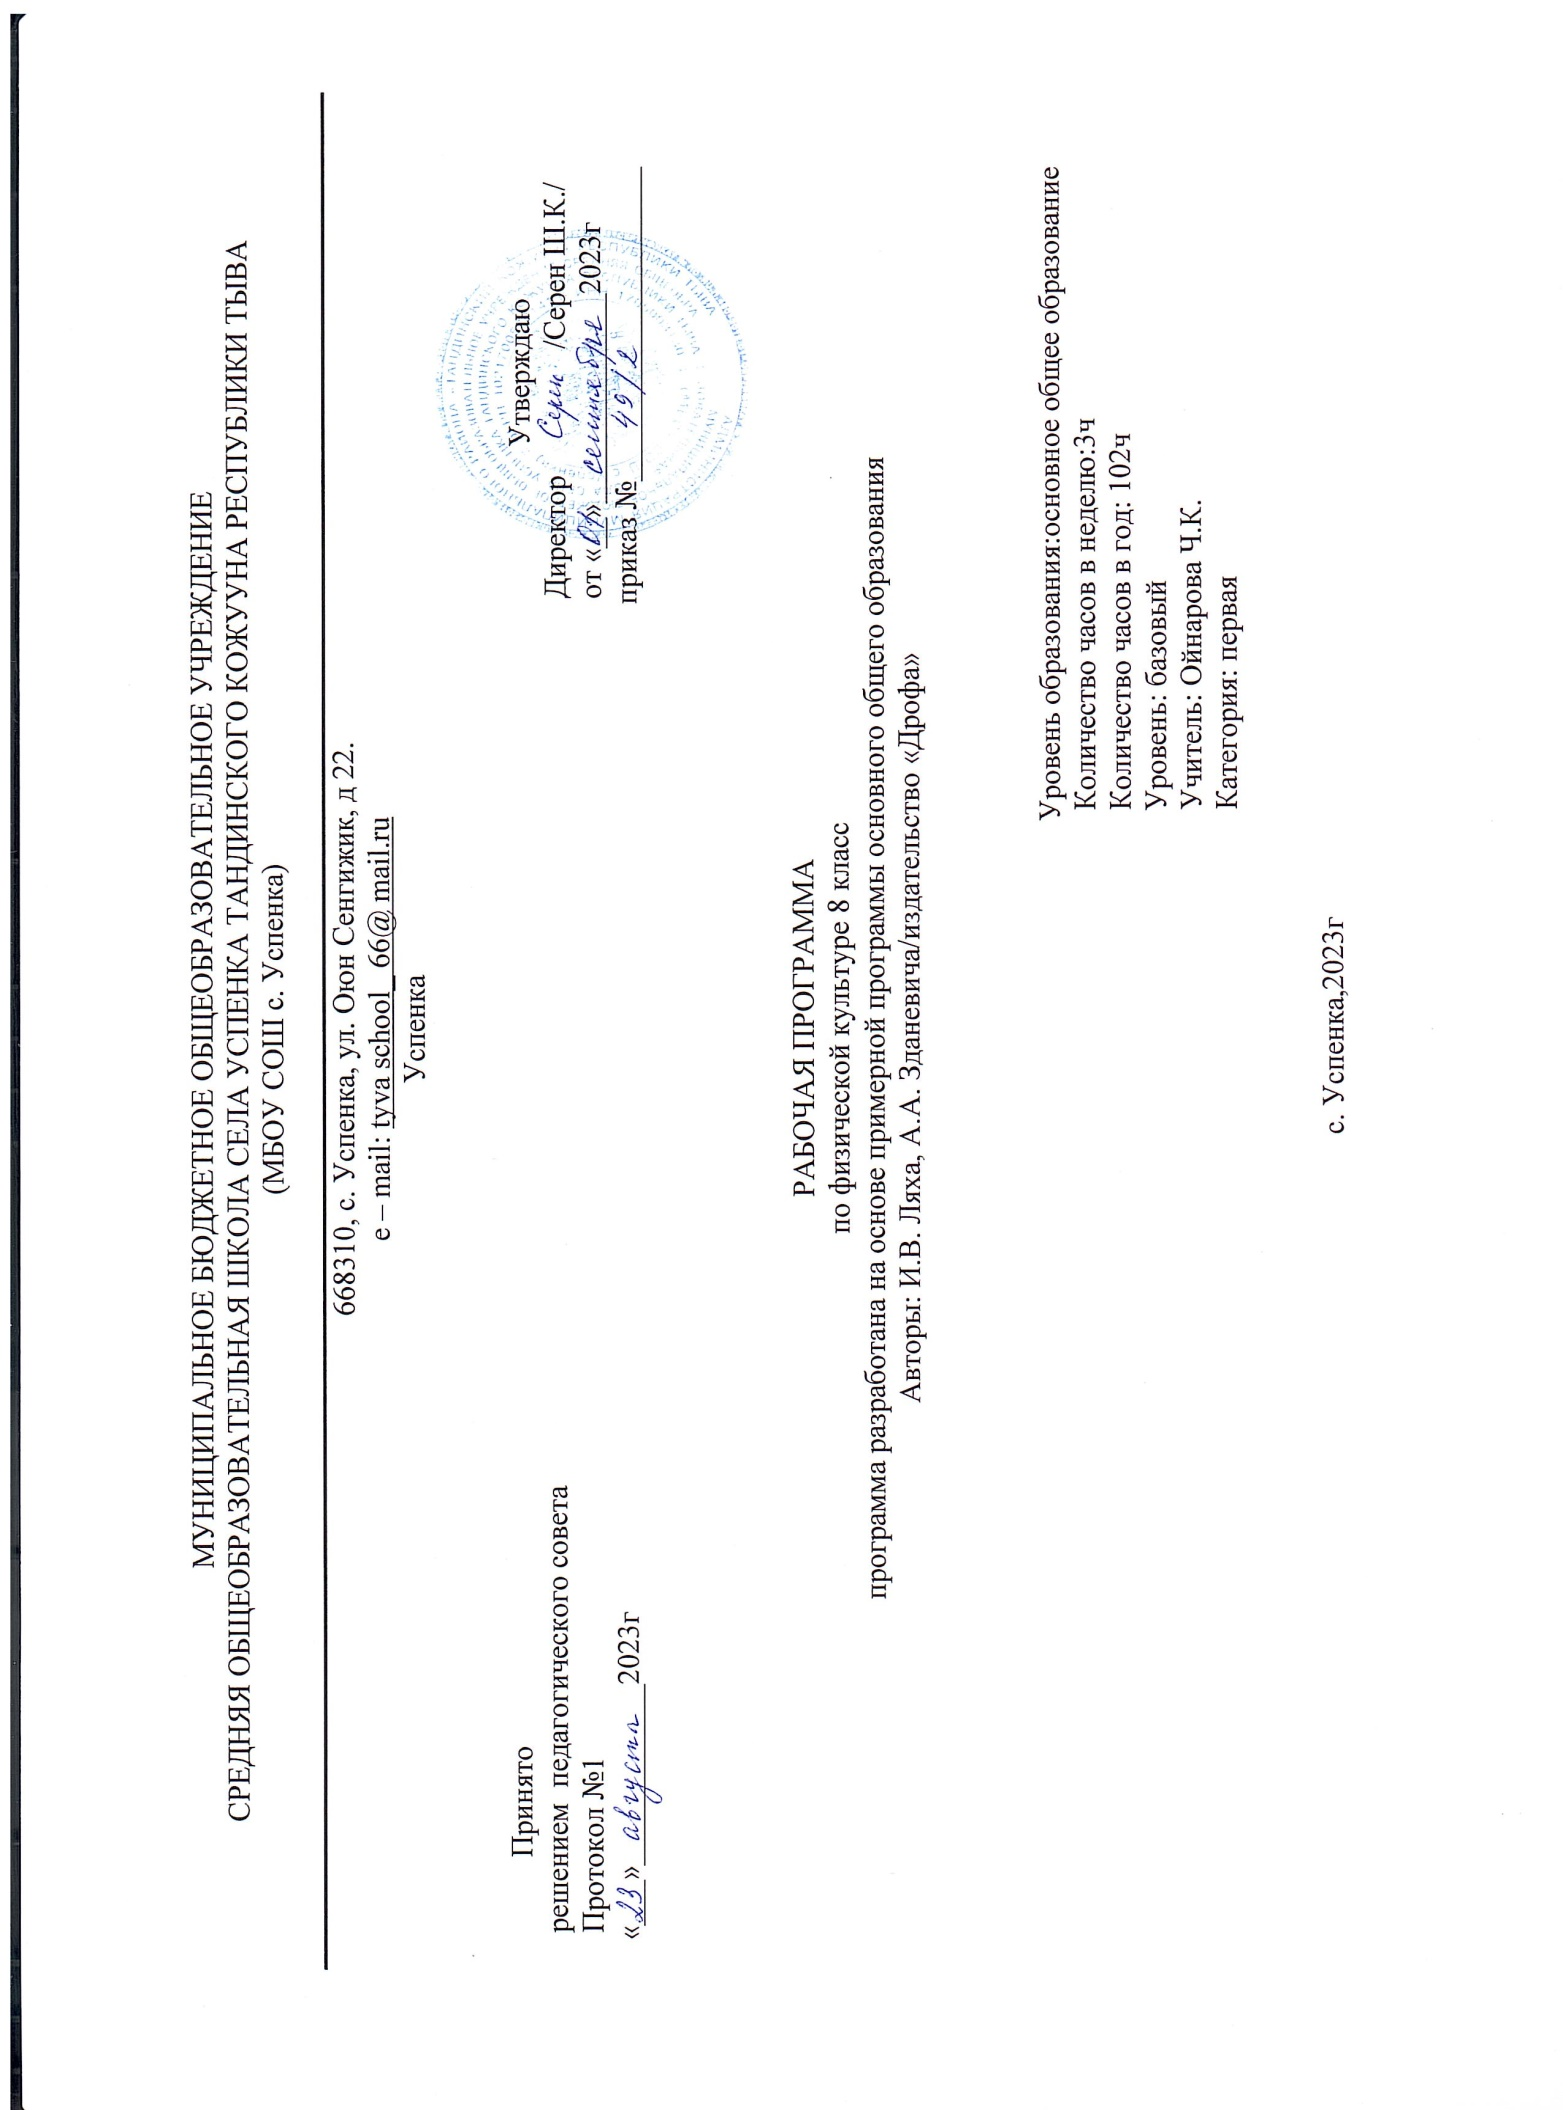 МУНИЦИПАЛЬНОЕ БЮДЖЕТНОЕ ОБЩЕОБРАЗОВАТЕЛЬНОЕ УЧРЕЖДЕНИЕ
СРЕДНЯЯ ОБЩЕОБРАЗОВАТЕЛЬНАЯ ШКОЛА СЕЛА УСПЕНКА ТАНДИНСКОГО КОЖУУНА РЕСПУБЛИКИ ТЫВА
(МБОУ СОШ с. Успенка)
668310, с. Успенка, ул. Оюн Сенгижик, д 22.
е – mail: tyva school_ 66@ mail.ru
Успенка
Принято
решением педагогического совета
Протокол №1
«23» августа 2023г
Утверждаю
Директор Серен /Серен Ш.К./
от «01» сентября 2023г
приказ № 49/2
РАБОЧАЯ ПРОГРАММА
по физической культуре 8 класс
программа разработана на основе примерной программы основного общего образования
Авторы: И.В. Ляха, А.А. Зданевича/издательство «Дрофа»
Уровень образования:основное общее образование
Количество часов в неделю:3ч
Количество часов в год: 102ч
Уровень: базовый
Учитель: Ойнарова Ч.К.
Категория: первая
с. Успенка,2023г